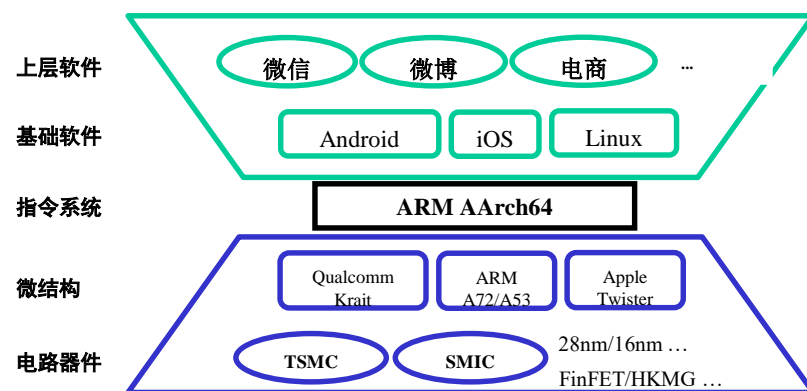 上层软件 微信 微博 电商 ...
基础软件 Android iOS Linux
指令系统 ARM AArch64
微结构 Qualcomm Krait ARM A72/A53 Apple Twister
电路器件 TSMC SMIC 28nm/16nm …
FinFET/HKMG …